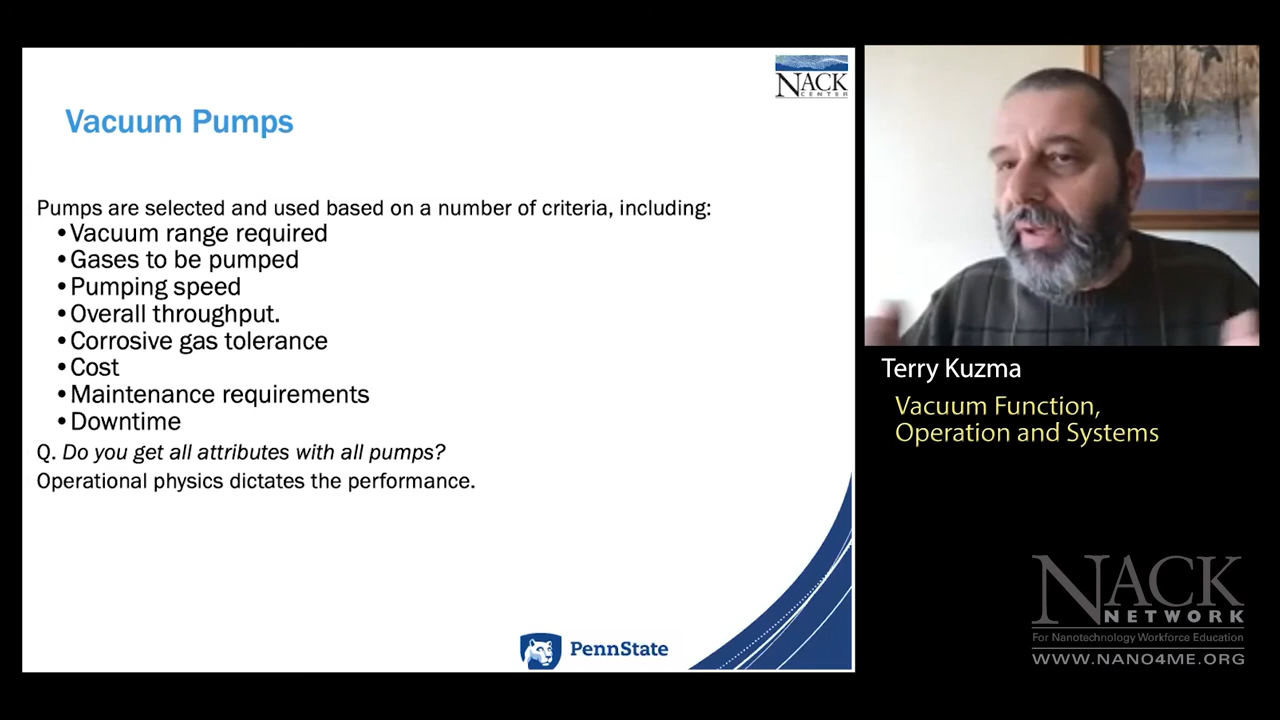 NACK
CENTER
Vacuum Pumps
Pumps are selected and used based on a number of criteria, including:
•Vacuum range required
•Gases to be pumped
•Pumping speed
•Overall throughput.
•Corrosive gas tolerance
•Cost
•Maintenance requirements
•Downtime
Q. Do you get all attributes with all pumps?
Operational physics dictates the performance.
PennState
Terry Kuzma
Vacuum Function,
Operation and Systems
NACK
NETWORK
For Nanotechnology Workforce Education
WWW.NANO4ME.ORG